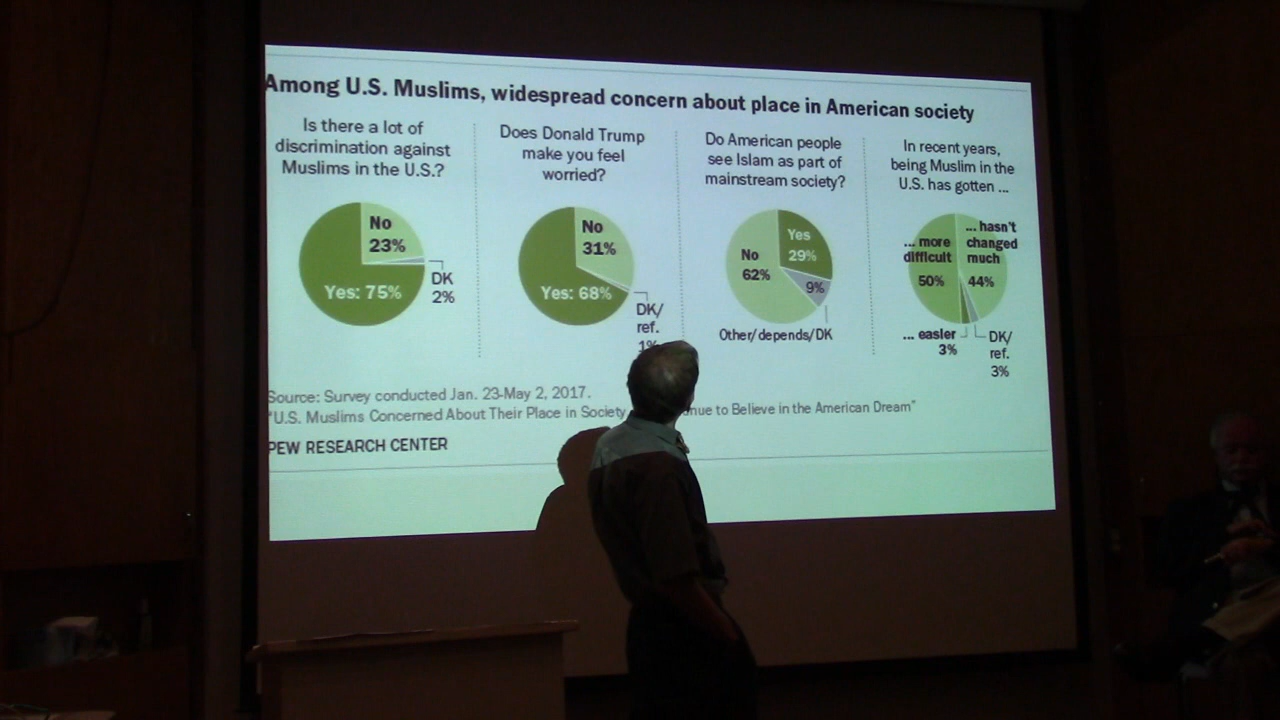 Among U.S. Muslims, widespread concern about place in American society
Is there a lot of
discrimination against
Muslims in the U.S.?
No
23%
DK
2%
Yes: 75%
Does Donald Trump
make you feel
worried?
No
31%
Yes: 68%
DK/
ref.
1%
Do American people
see Islam as part of
mainstream society?
Yes
29%
No
62%
9%
Other/depends/DK
In recent years,
being Muslim in the
U.S. has gotten ...
... more
difficult
50%
... hasn't
changed
much
44%
... easier
3%
DK/
ref.
3%
Source: Survey conducted Jan. 23-May 2, 2017.
"U.S. Muslims Concerned About Their Place in Society nue to Believe in the American Dream"
PEW RESEARCH CENTER